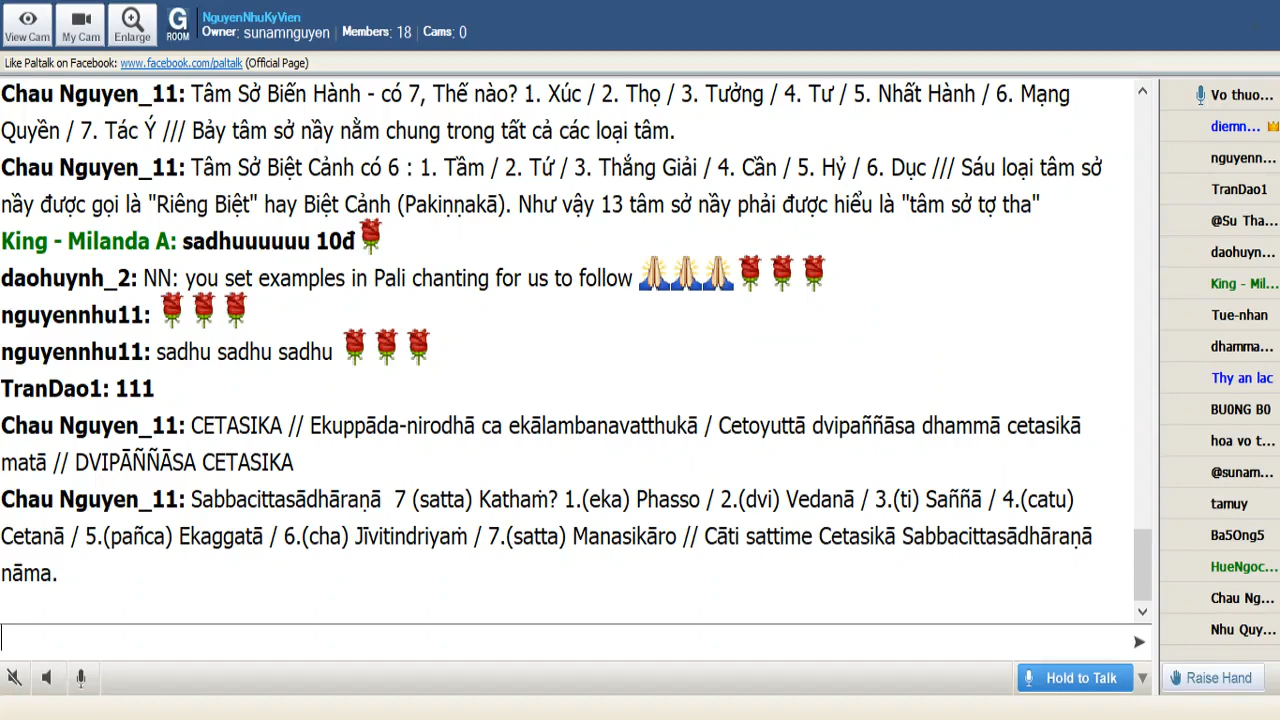 View Cam
My Cam
Enlarge
G
ROOM
NguyenNhuKyVien
Owner: sunamnguyen | Members: 18 | Cams: 0
Like Paltalk on Facebook: www.facebook.com/paltalk (Official Page)
Chau Nguyen_11: Tâm Sở Biến Hành - có 7, Thế nào? 1. Xúc / 2. Thọ / 3. Tưởng / 4. Tư / 5. Nhất Hành / 6. Mạng
Quyền / 7. Tác Ý /// Bảy tâm sở nầy nằm chung trong tất cả các loại tâm.
Chau Nguyen_11: Tâm Sở Biệt Cảnh có 6 : 1. Tầm / 2. Tứ / 3. Thắng Giải / 4. Cần / 5. Hỷ / 6. Dục /// Sáu loại tâm sở
nầy được gọi là "Riêng Biệt" hay Biệt Cảnh (Pakiṇṇakā). Như vậy 13 tâm sở nầy phải được hiểu là "tâm sở tợ tha"
King - Milanda A: sadhuuuuuu 10đ
daohuynh_2: NN: you set examples in Pali chanting for us to follow
nguyennhu11:
nguyennhu11: sadhu sadhu sadhu
TranDao1: 111
Chau Nguyen_11: CETASIKA // Ekuppāda-nirodhā ca ekālambanavatthukā / Cetoyuttā dvipaññāsa dhammā cetasikā
matā // DVIPĀÑÑĀSA CETASIKA
Chau Nguyen_11: Sabbacittasādhāraṇā 7 (satta) Kathaṁ? 1.(eka) Phasso / 2.(dvi) Vedanā / 3.(ti) Saññā / 4.(catu)
Cetanā / 5.(pañca) Ekaggatā / 6.(cha) Jīvitindriyaṁ / 7.(satta) Manasikāro // Cāti sattime Cetasikā Sabbacittasādhāraṇā
nāma.
Hold to Talk
Vo thuo...
diemn...
nguyenn...
TranDao1
@Su Tha...
daohuyn...
King - Mil...
Tue-nhan
dhamma...
Thy an lac
BU0NG B0
hoa vo t...
@sunam...
tamuy
Ba5Ong5
HueNgoc...
Chau Ng...
Nhu Quy...
Raise Hand